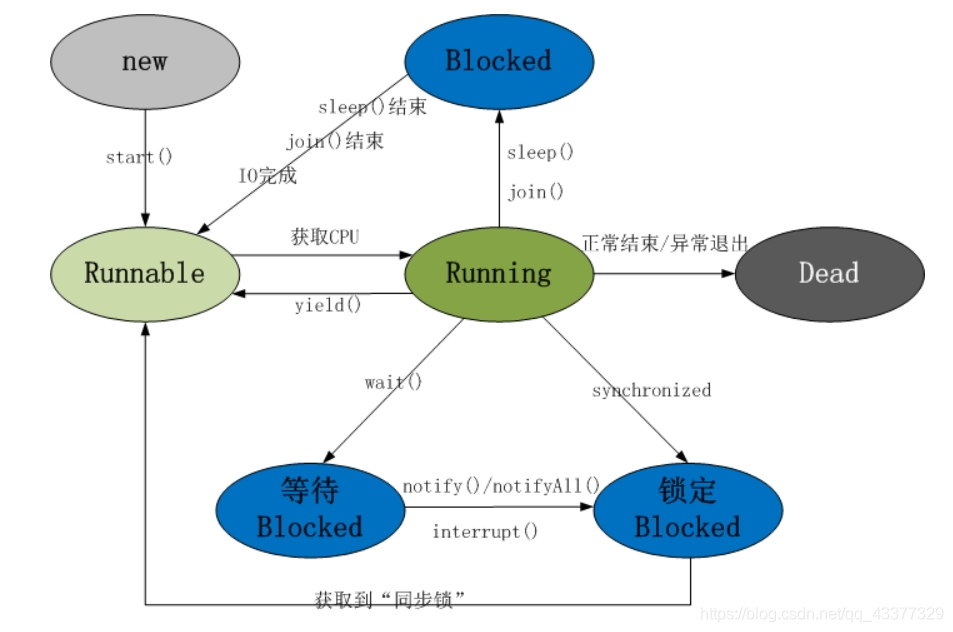 new
Blocked
sleep()结束
join()结束
IO完成
start()
sleep()
join()
获取CPU
正常结束/异常退出
Runnable
Running
Dead
yield()
wait()
synchronized
等待
Blocked
notify()/notifyAll()
interrupt()
锁定
Blocked
获取到“同步锁”
https://blog.csdn.net/qq_43377329